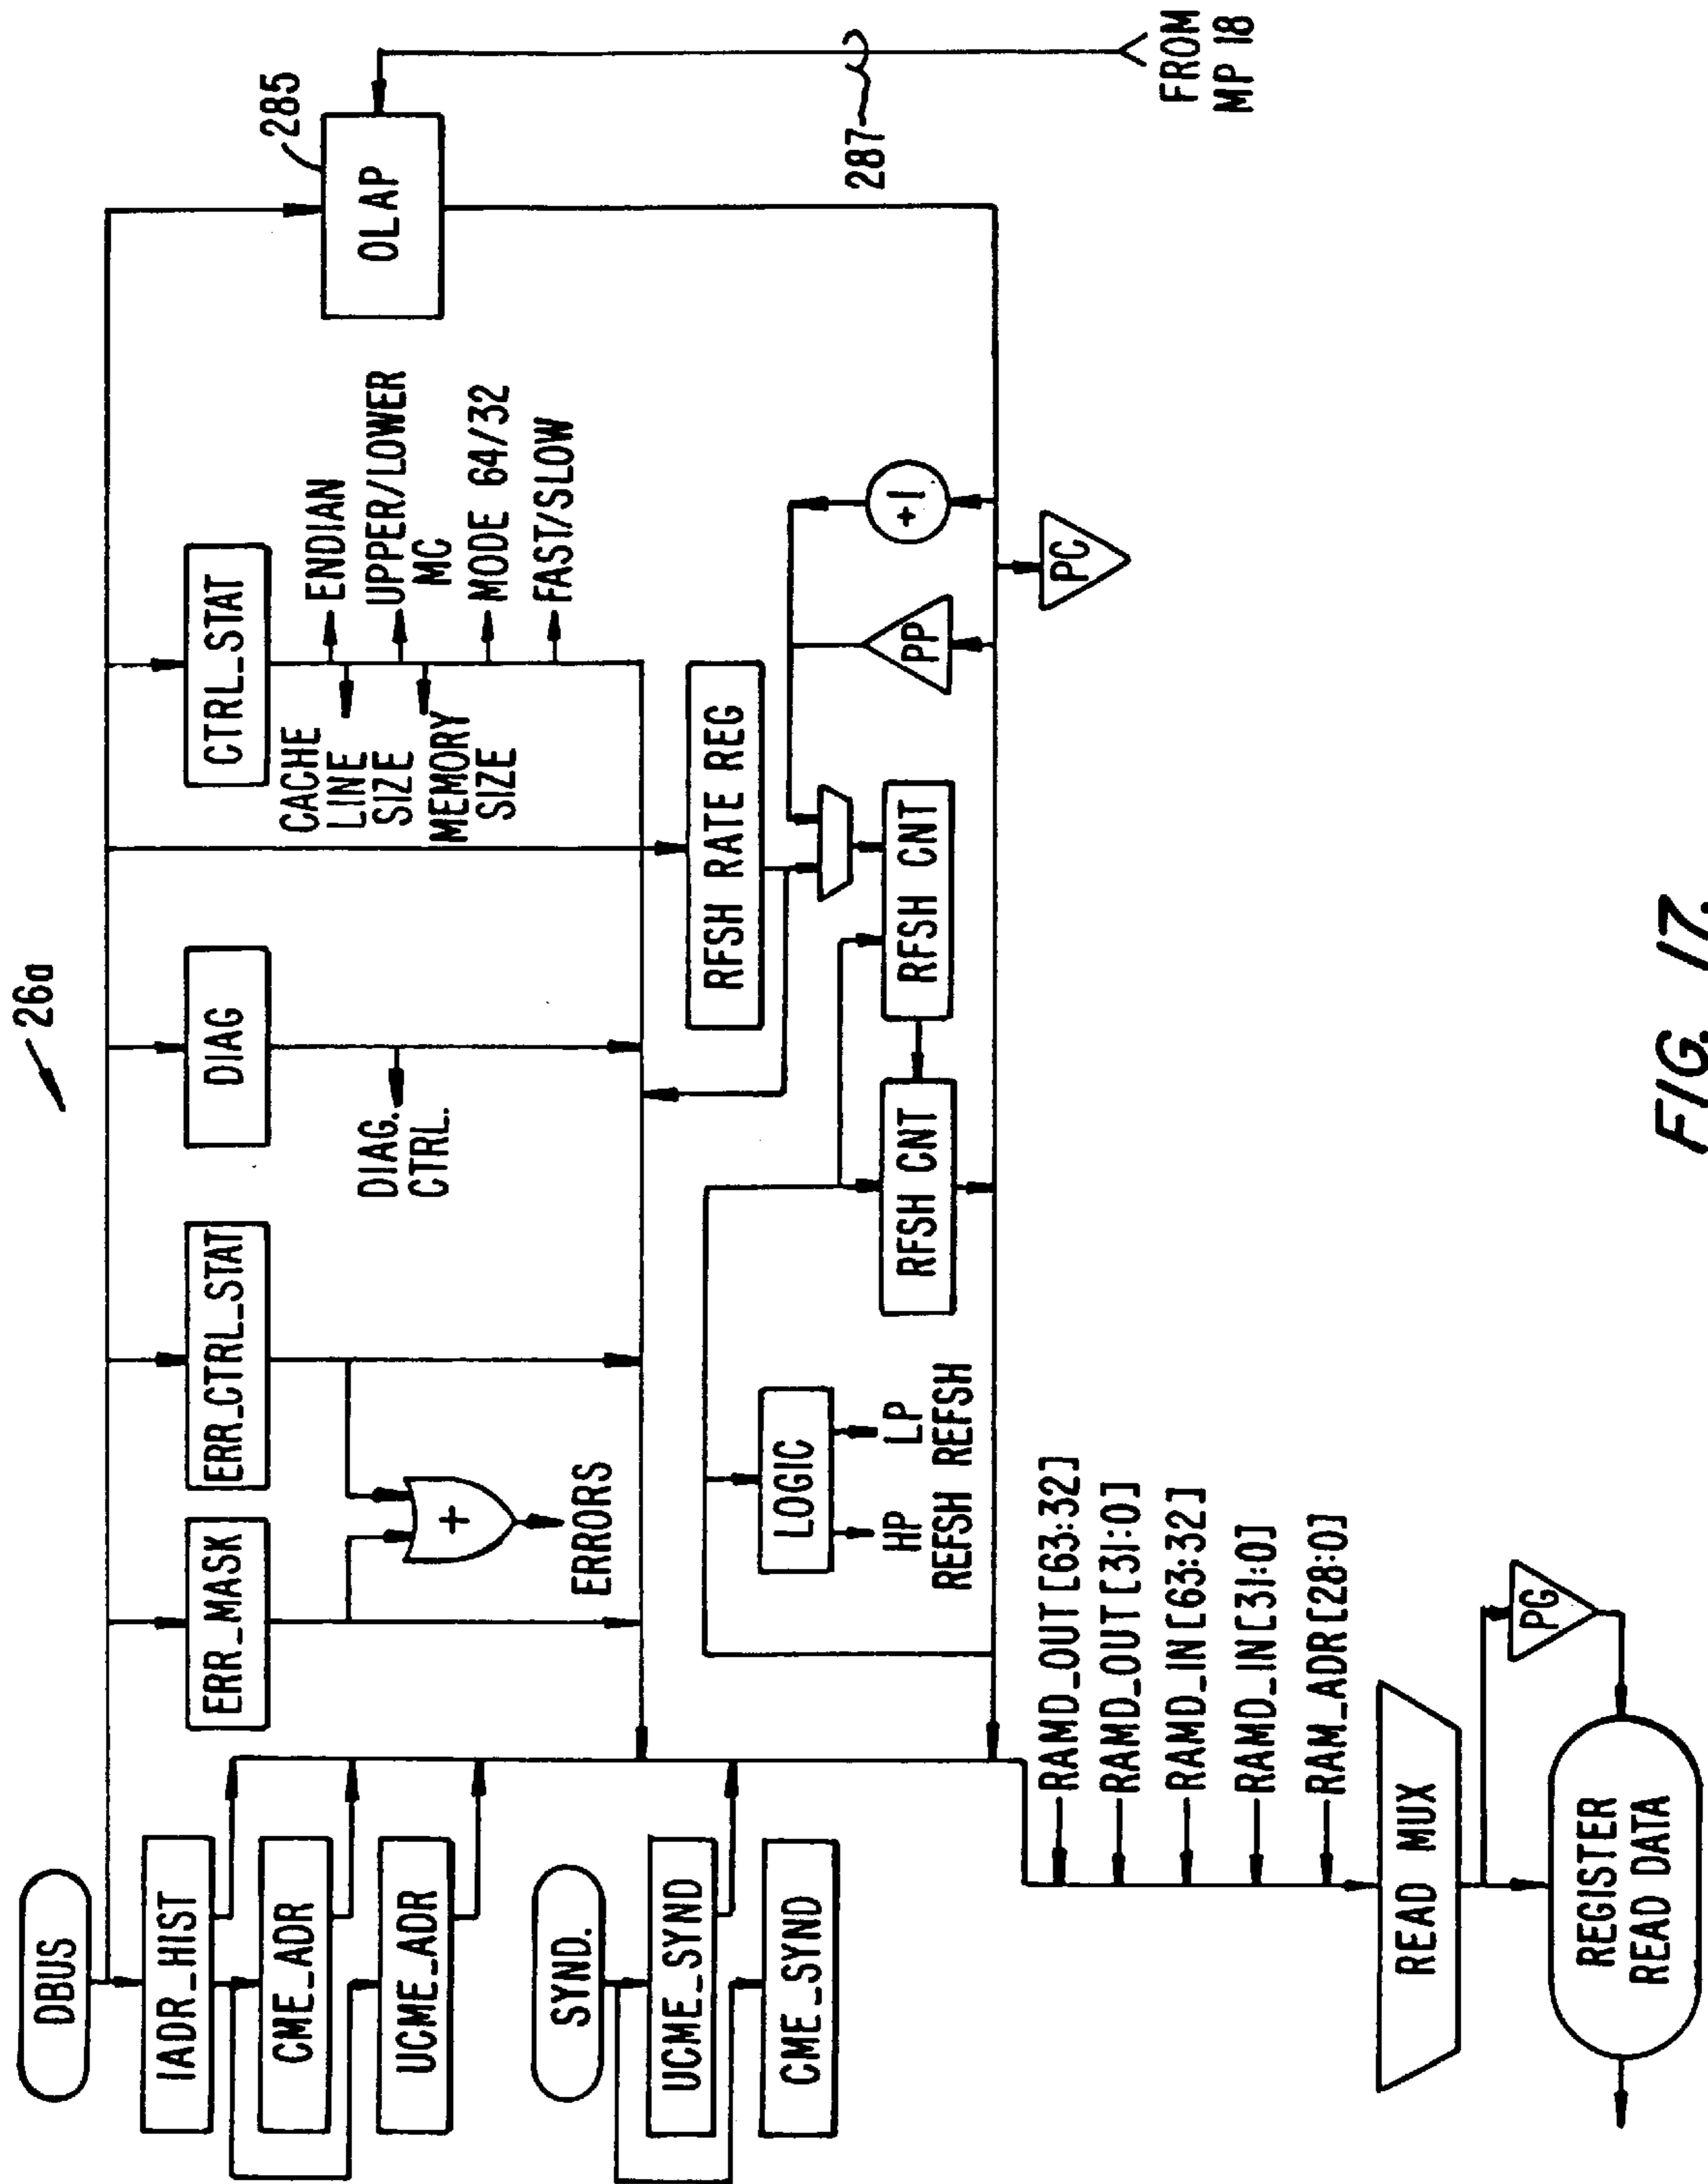 26a
DBUS
IADR_HIST
CME_ADR
UCME_ADR
SYND.
UCME_SYND
CME_SYND
ERR_MASK
ERR_CTRL_STAT
+
ERRORS
DIAG
DIAG.
CTRL.
CTRL_STAT
CACHE
LINE
SIZE
MEMORY
SIZE
ENDIAN
UPPER/LOWER
MC
MODE 64/32
FAST/SLOW
OLAP
285
287
FROM
MP 18
RFSH RATE REG
RFSH CNT
RFSH CNT
LOGIC
HP
REFSH
LP
REFSH
PP
+1
PC
RAMD_OUT [63:32]
RAMD_OUT [31:0]
RAMD_IN [63:32]
RAMD_IN [31:0]
RAM_ADR [28:0]
READ MUX
PG
REGISTER
READ DATA
FIG. 17.